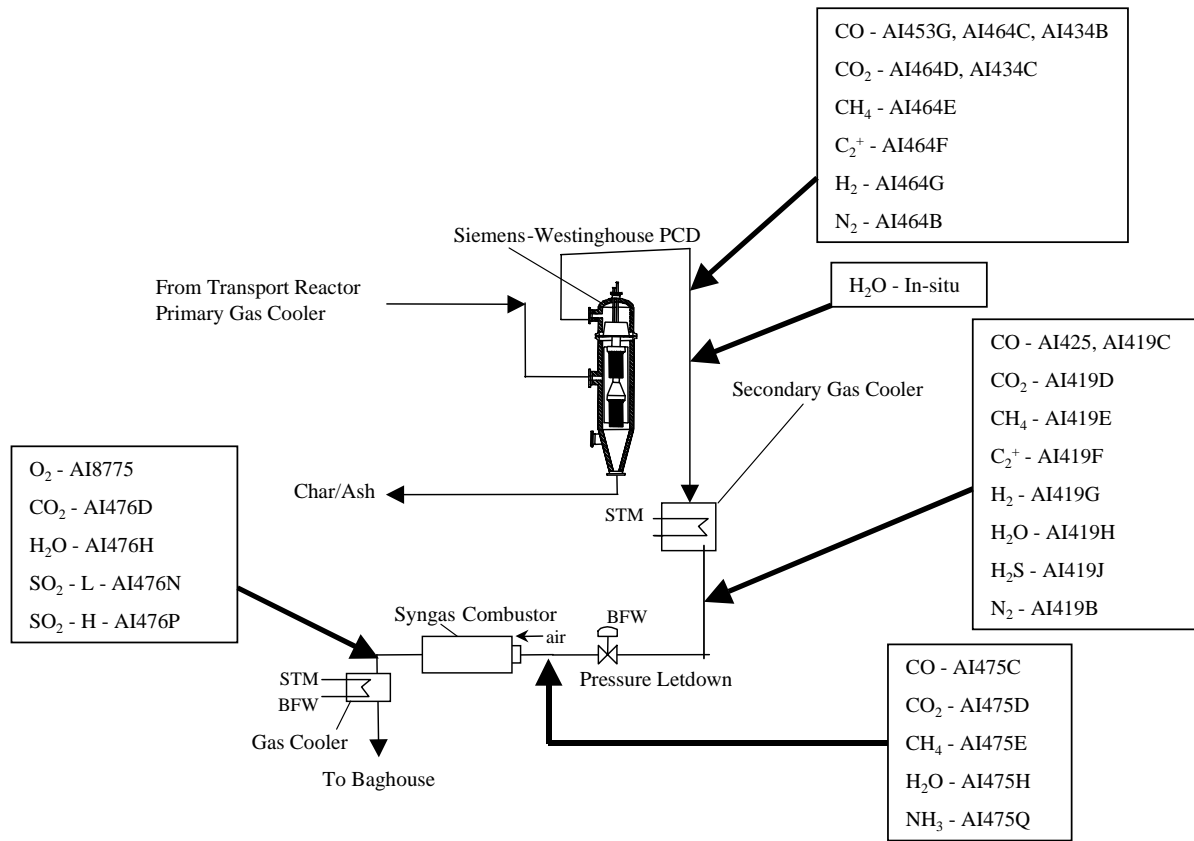 CO - AI453G, AI464C, AI434B
CO₂ - AI464D, AI434C
CH₄ - AI464E
C₂⁺ - AI464F
H₂ - AI464G
N₂ - AI464B
Siemens-Westinghouse PCD
From Transport Reactor
Primary Gas Cooler
H₂O - In-situ
CO - AI425, AI419C
CO₂ - AI419D
CH₄ - AI419E
C₂⁺ - AI419F
H₂ - AI419G
H₂O - AI419H
H₂S - AI419J
N₂ - AI419B
Secondary Gas Cooler
STM
Char/Ash
O₂ - AI8775
CO₂ - AI476D
H₂O - AI476H
SO₂ - L - AI476N
SO₂ - H - AI476P
Syngas Combustor
air
BFW
Pressure Letdown
STM
BFW
Gas Cooler
To Baghouse
CO - AI475C
CO₂ - AI475D
CH₄ - AI475E
H₂O - AI475H
NH₃ - AI475Q